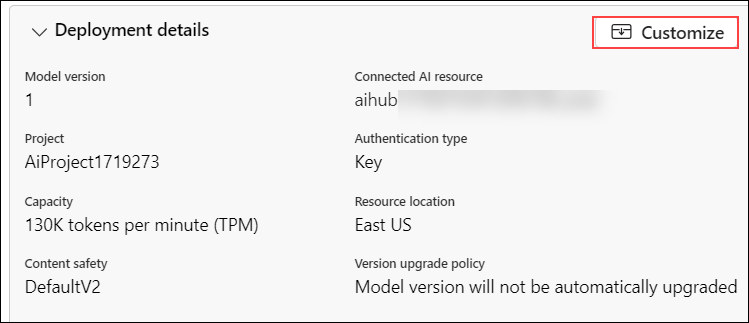 Deployment details
Customize
Model version
Connected AI resource
1
aihub
Project
Authentication type
AiProject1719273
Key
Capacity
Resource location
130K tokens per minute (TPM)
East US
Content safety
Version upgrade policy
DefaultV2
Model version will not be automatically upgraded